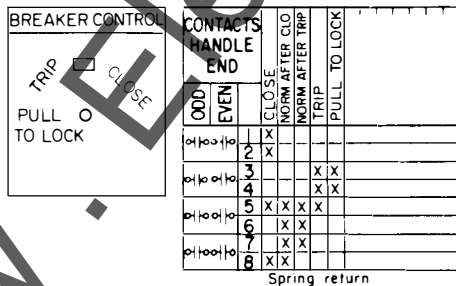 BREAKER CONTROL
TRIP
CLOSE
PULL
TO LOCK
CONTACTS
HANDLE
END
ODD
EVEN
CLOSE
NORM AFTER CLO
NORM AFTER TRIP
TRIP
PULL TO LOCK
1 X
2 X
3 X X
4 X X
5 X X X X
6 X X
7 X X
8 X X
Spring return